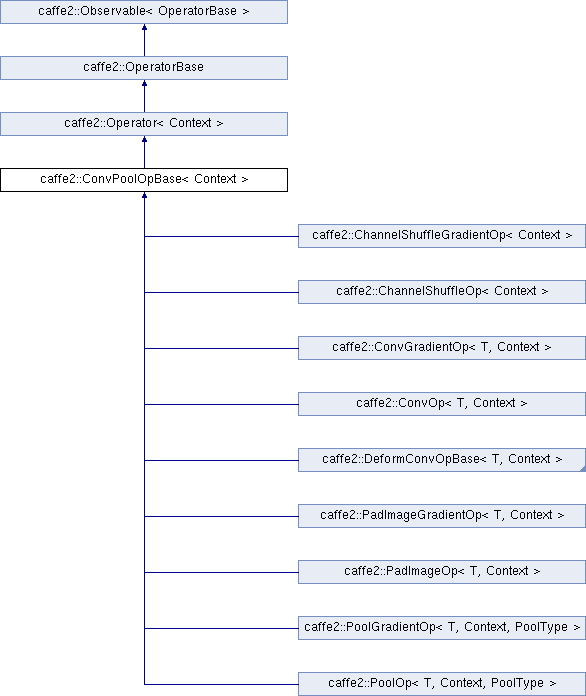 caffe2::Observable< OperatorBase >
caffe2::OperatorBase
caffe2::Operator< Context >
caffe2::ConvPoolOpBase< Context >
caffe2::ChannelShuffleGradientOp< Context >
caffe2::ChannelShuffleOp< Context >
caffe2::ConvGradientOp< T, Context >
caffe2::ConvOp< T, Context >
caffe2::DeformConvOpBase< T, Context >
caffe2::PadImageGradientOp< T, Context >
caffe2::PadImageOp< T, Context >
caffe2::PoolGradientOp< T, Context, PoolType >
caffe2::PoolOp< T, Context, PoolType >